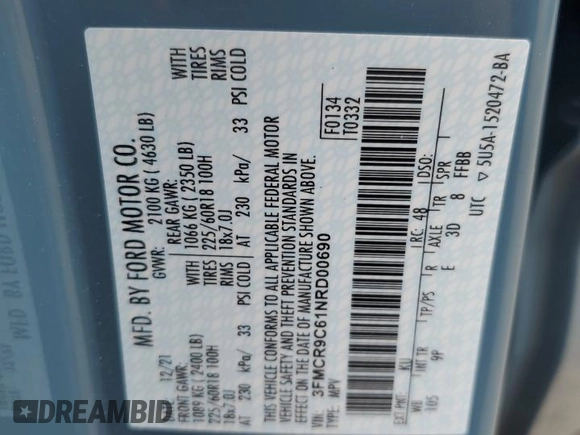 MFD. BY FORD MOTOR CO.
12/21
GVWR: 2100 KG ( 4630 LB)
FRONT GAWR: REAR GAWR:
1089 KG (2400 LB) WITH 1066 KG ( 2350 LB) WITH
225/60R18 100H TIRES 225/60R18 100H TIRES
18x7.0J RIMS 18x7.0J RIMS
AT 230 kPa/ 33 PSI COLD AT 230 kPa/ 33 PSI COLD
THIS VEHICLE CONFORMS TO ALL APPLICABLE FEDERAL MOTOR
VEHICLE SAFETY AND THEFT PREVENTION STANDARDS IN
EFFECT ON THE DATE OF MANUFACTURE SHOWN ABOVE.
VIN: 3FMCR9C61NRD00690 F0134
TYPE: MPV T0332
EXT PNT: KU RC: 48 DSO:
WB INT TR TP/PS R AXLE TR SPR
105 9P E 3D 8 FFBB
UTC ▽ 5U5A-1520472-BA
DREAMBID